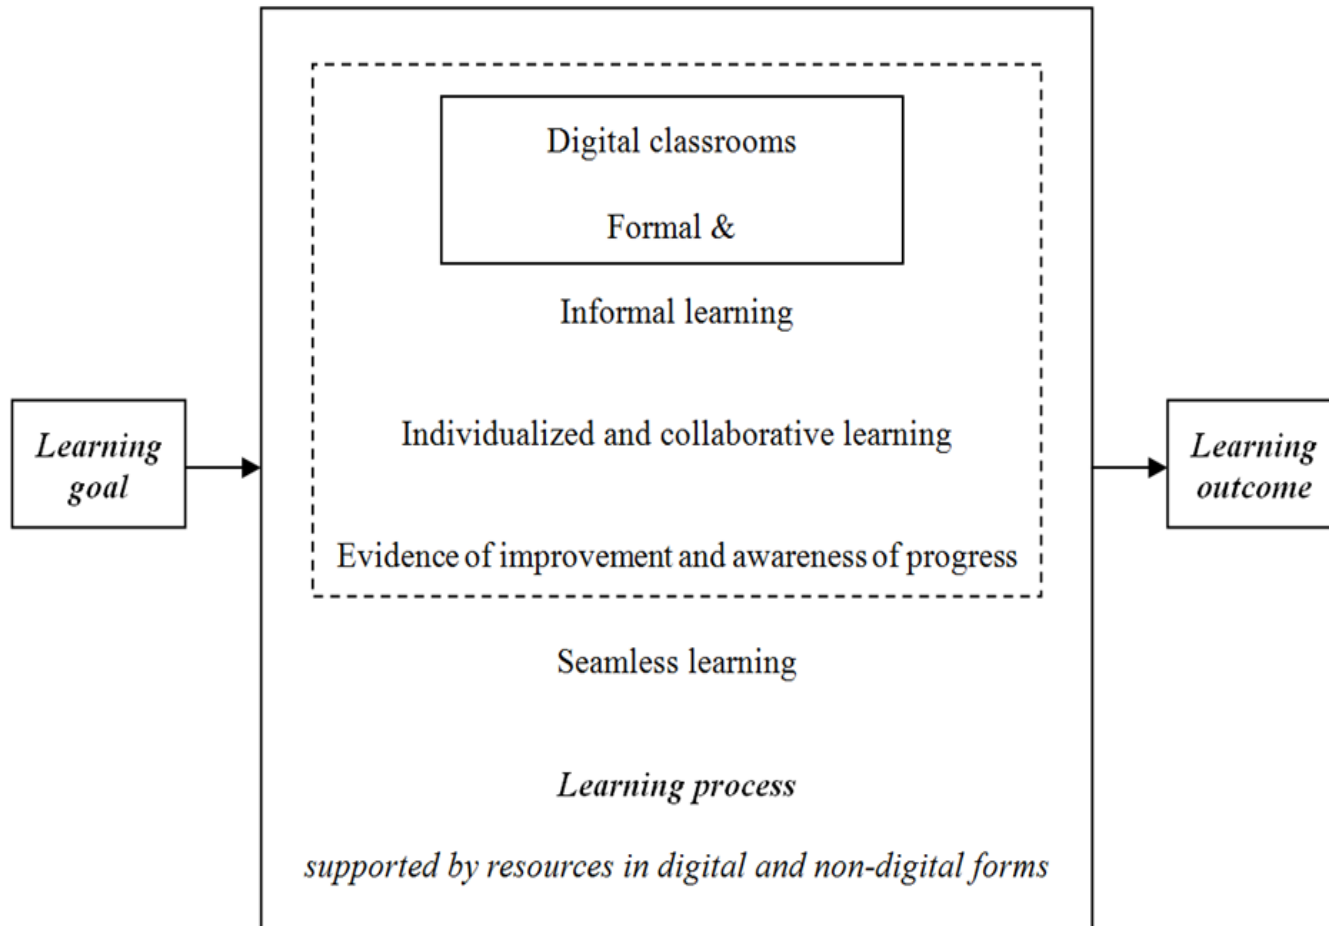 Digital classrooms
Formal &
Informal learning
Individualized and collaborative learning
Evidence of improvement and awareness of progress
Seamless learning
Learning process
supported by resources in digital and non-digital forms
Learning
goal
Learning
outcome